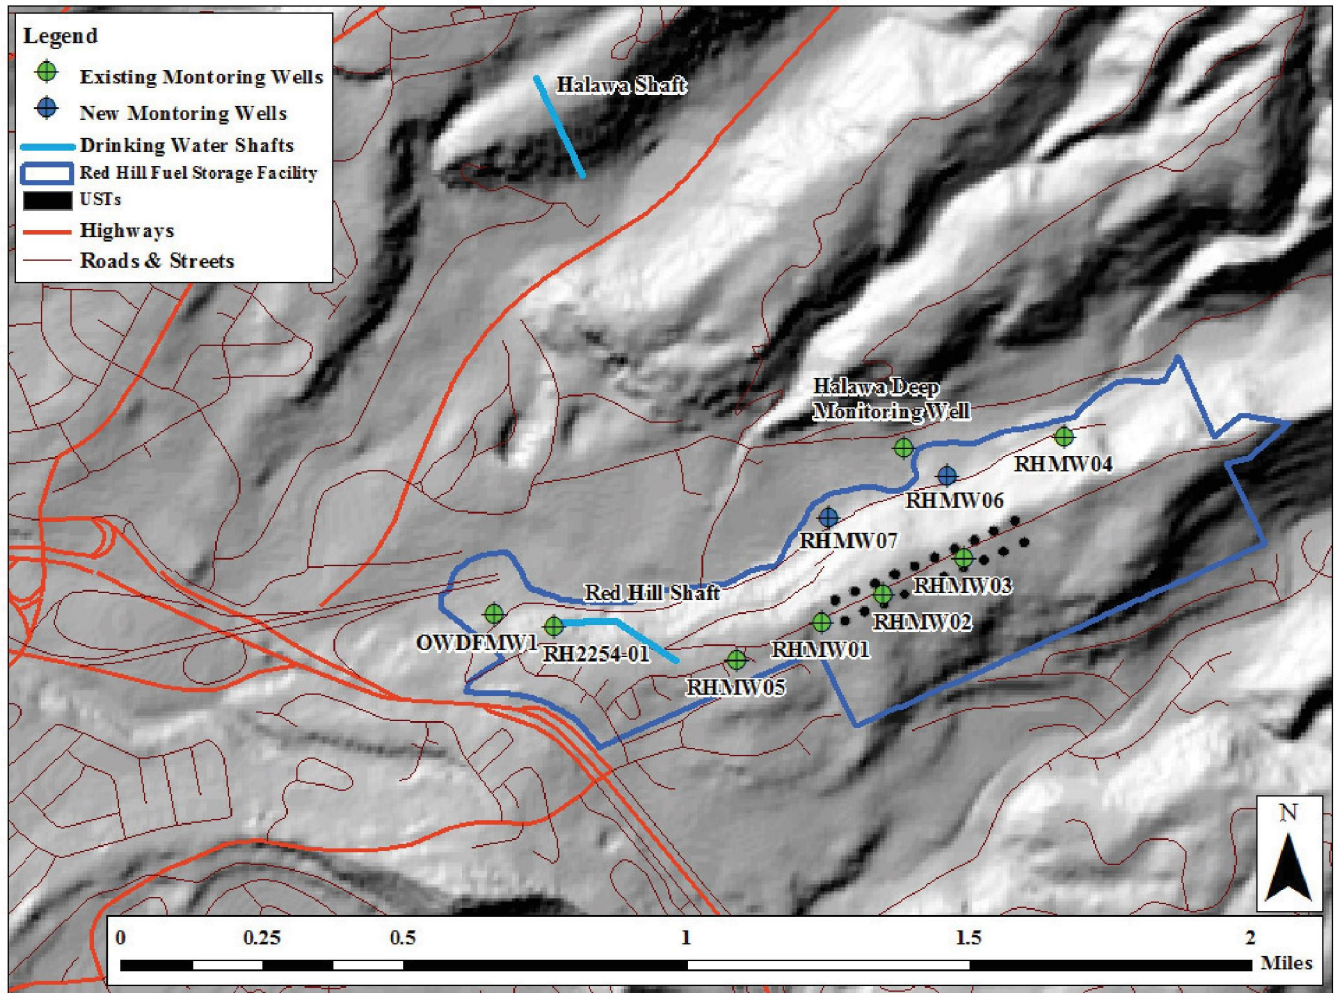 Legend
Existing Montoring Wells
New Montoring Wells
Drinking Water Shafts
Red Hill Fuel Storage Facility
USTs
Highways
Roads & Streets
Halawa Shaft
Halawa Deep
Monitoring Well
RHMW04
RHMW06
RHMW07
RHMW03
Red Hill Shaft
RHMW02
OWDFMW1
RH2254-01
RHMW01
RHMW05
N
0 0.25 0.5 1 1.5 2
Miles